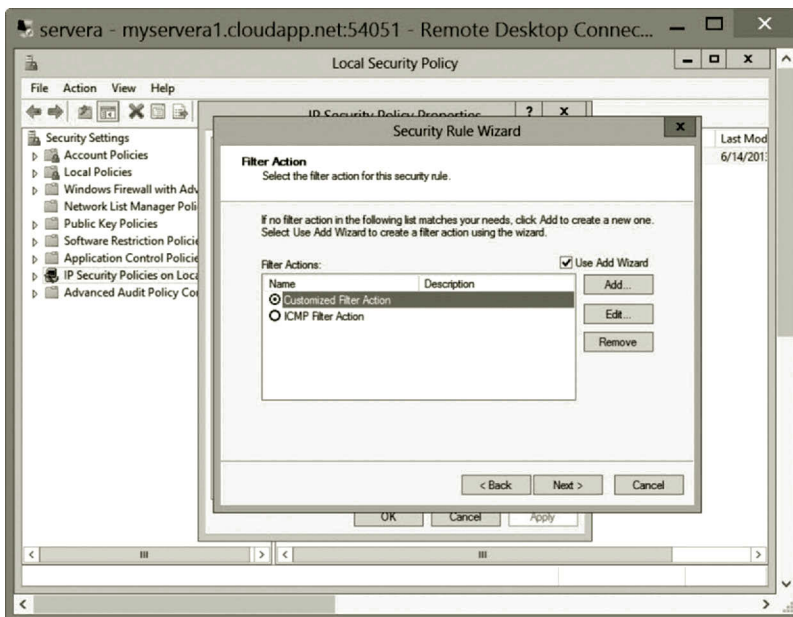 servera - myservera1.cloudapp.net:54051 - Remote Desktop Connec...
Local Security Policy
File Action View Help
IP Security Policy Properties
Security Settings
Account Policies
Local Policies
Windows Firewall with Adv
Network List Manager Poli
Public Key Policies
Software Restriction Policie
Application Control Policie
IP Security Policies on Loca
Advanced Audit Policy Co
Last Mod
6/14/201
Security Rule Wizard
Filter Action
Select the filter action for this security rule.
If no filter action in the following list matches your needs, click Add to create a new one.
Select Use Add Wizard to create a filter action using the wizard.
Filter Actions:
Use Add Wizard
Name Description
Customized Filter Action
ICMP Filter Action
Add...
Edit...
Remove
< Back Next > Cancel
OK Cancel Apply